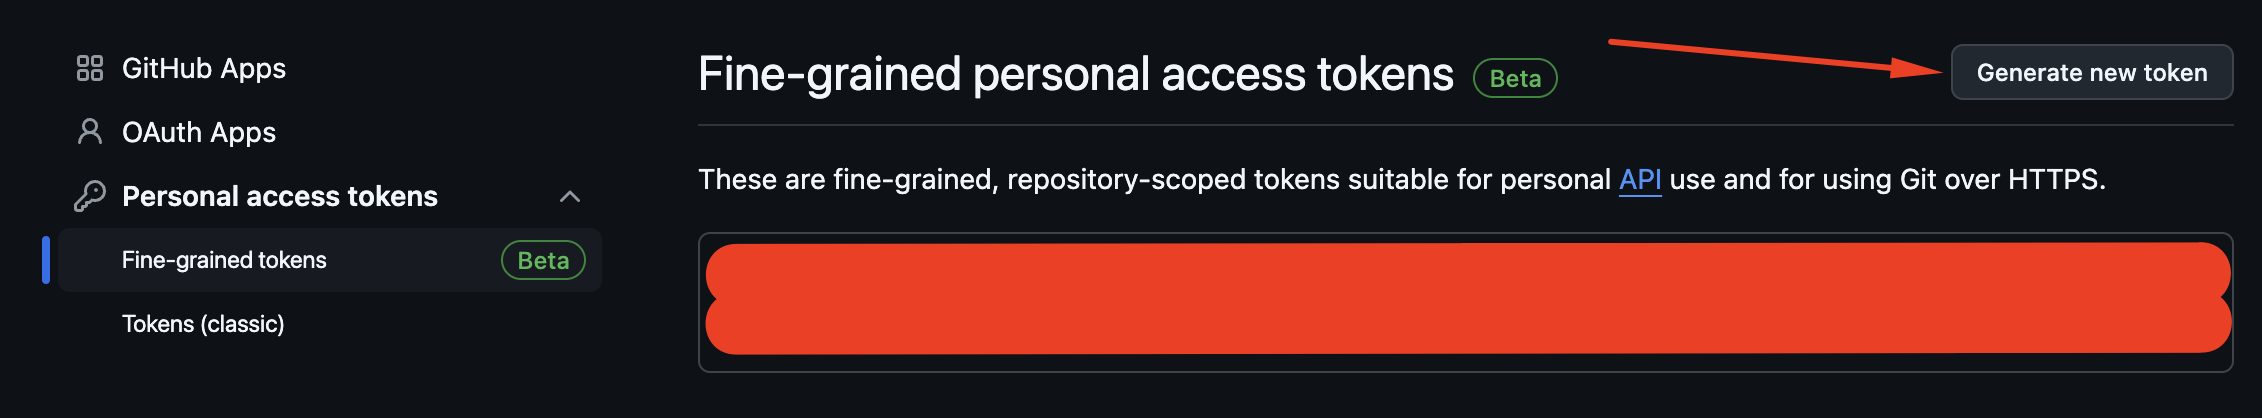 GitHub Apps
OAuth Apps
Personal access tokens
Fine-grained tokens Beta
Tokens (classic)
Fine-grained personal access tokens Beta
Generate new token
These are fine-grained, repository-scoped tokens suitable for personal API use and for using Git over HTTPS.